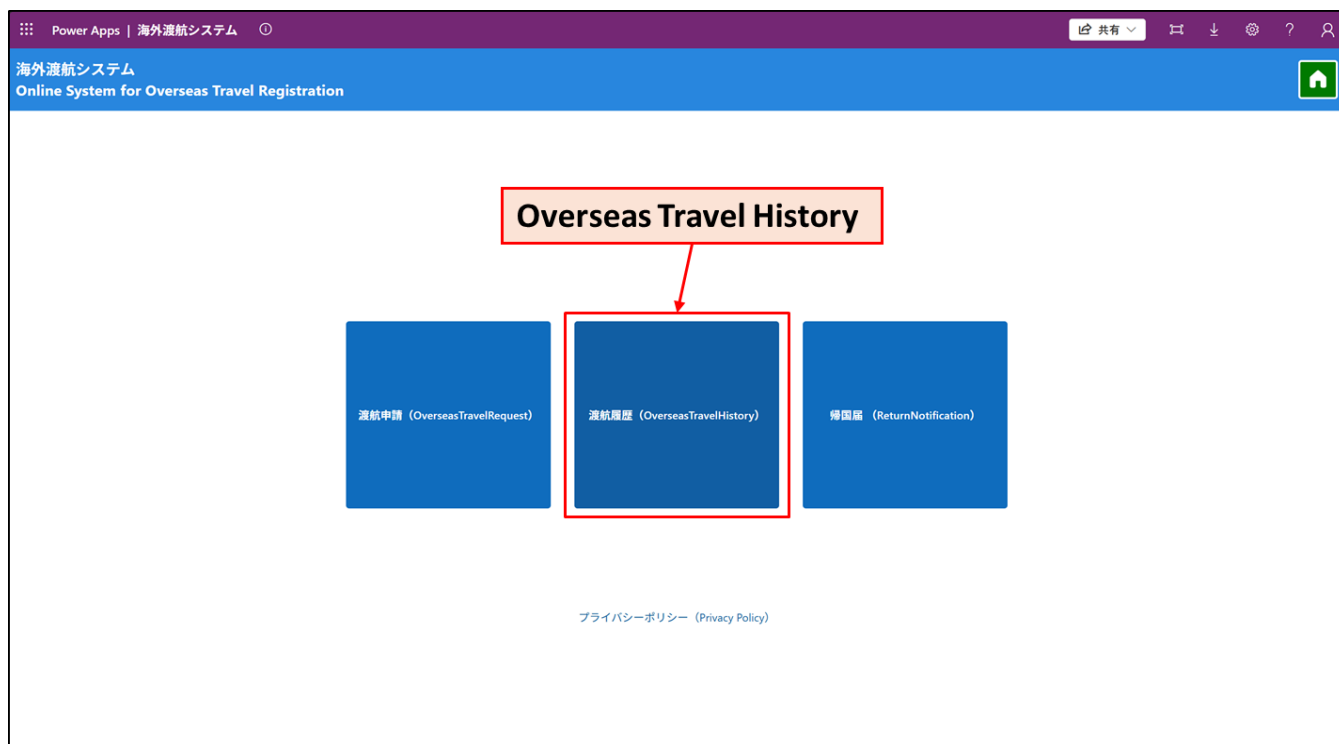 Power Apps | 海外渡航システム
共有
海外渡航システム
Online System for Overseas Travel Registration
Overseas Travel History
渡航申請（OverseasTravelRequest）
渡航履歴（OverseasTravelHistory）
帰国届 （ReturnNotification）
プライバシーポリシー（Privacy Policy）